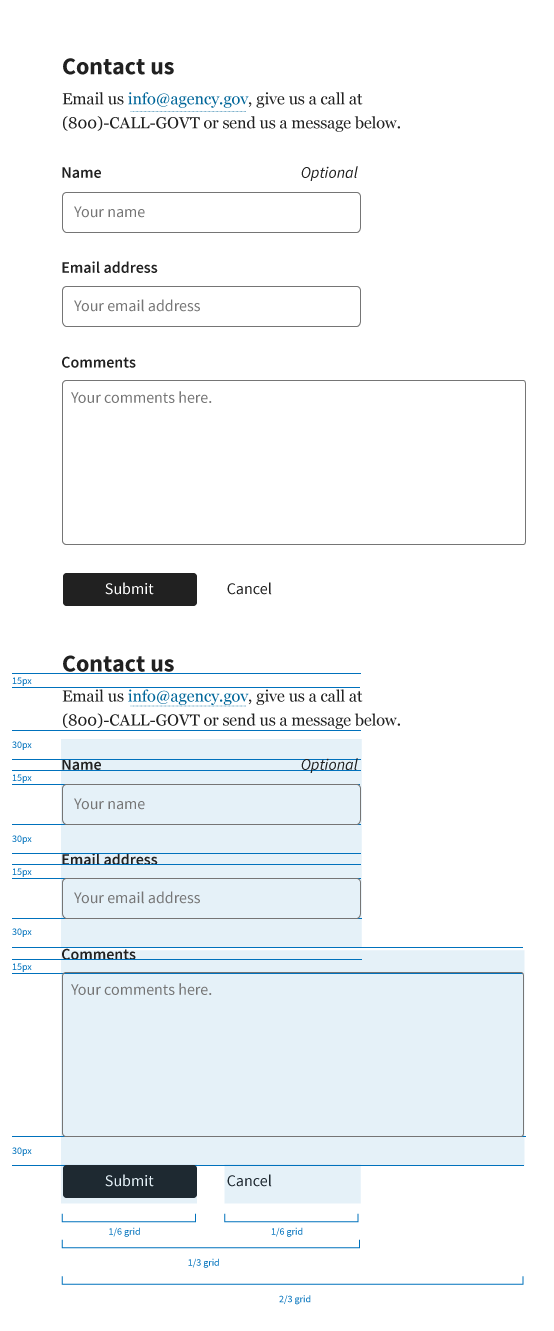 Contact us
Email us info@agency.gov, give us a call at
(800)-CALL-GOVT or send us a message below.
Name Optional
Your name
Email address
Your email address
Comments
Your comments here.
Submit Cancel
Contact us
15px
Email us info@agency.gov, give us a call at
(800)-CALL-GOVT or send us a message below.
30px
Name Optional
15px
Your name
30px
Email address
15px
Your email address
30px
Comments
15px
Your comments here.
30px
Submit Cancel
1/6 grid 1/6 grid
1/3 grid
2/3 grid